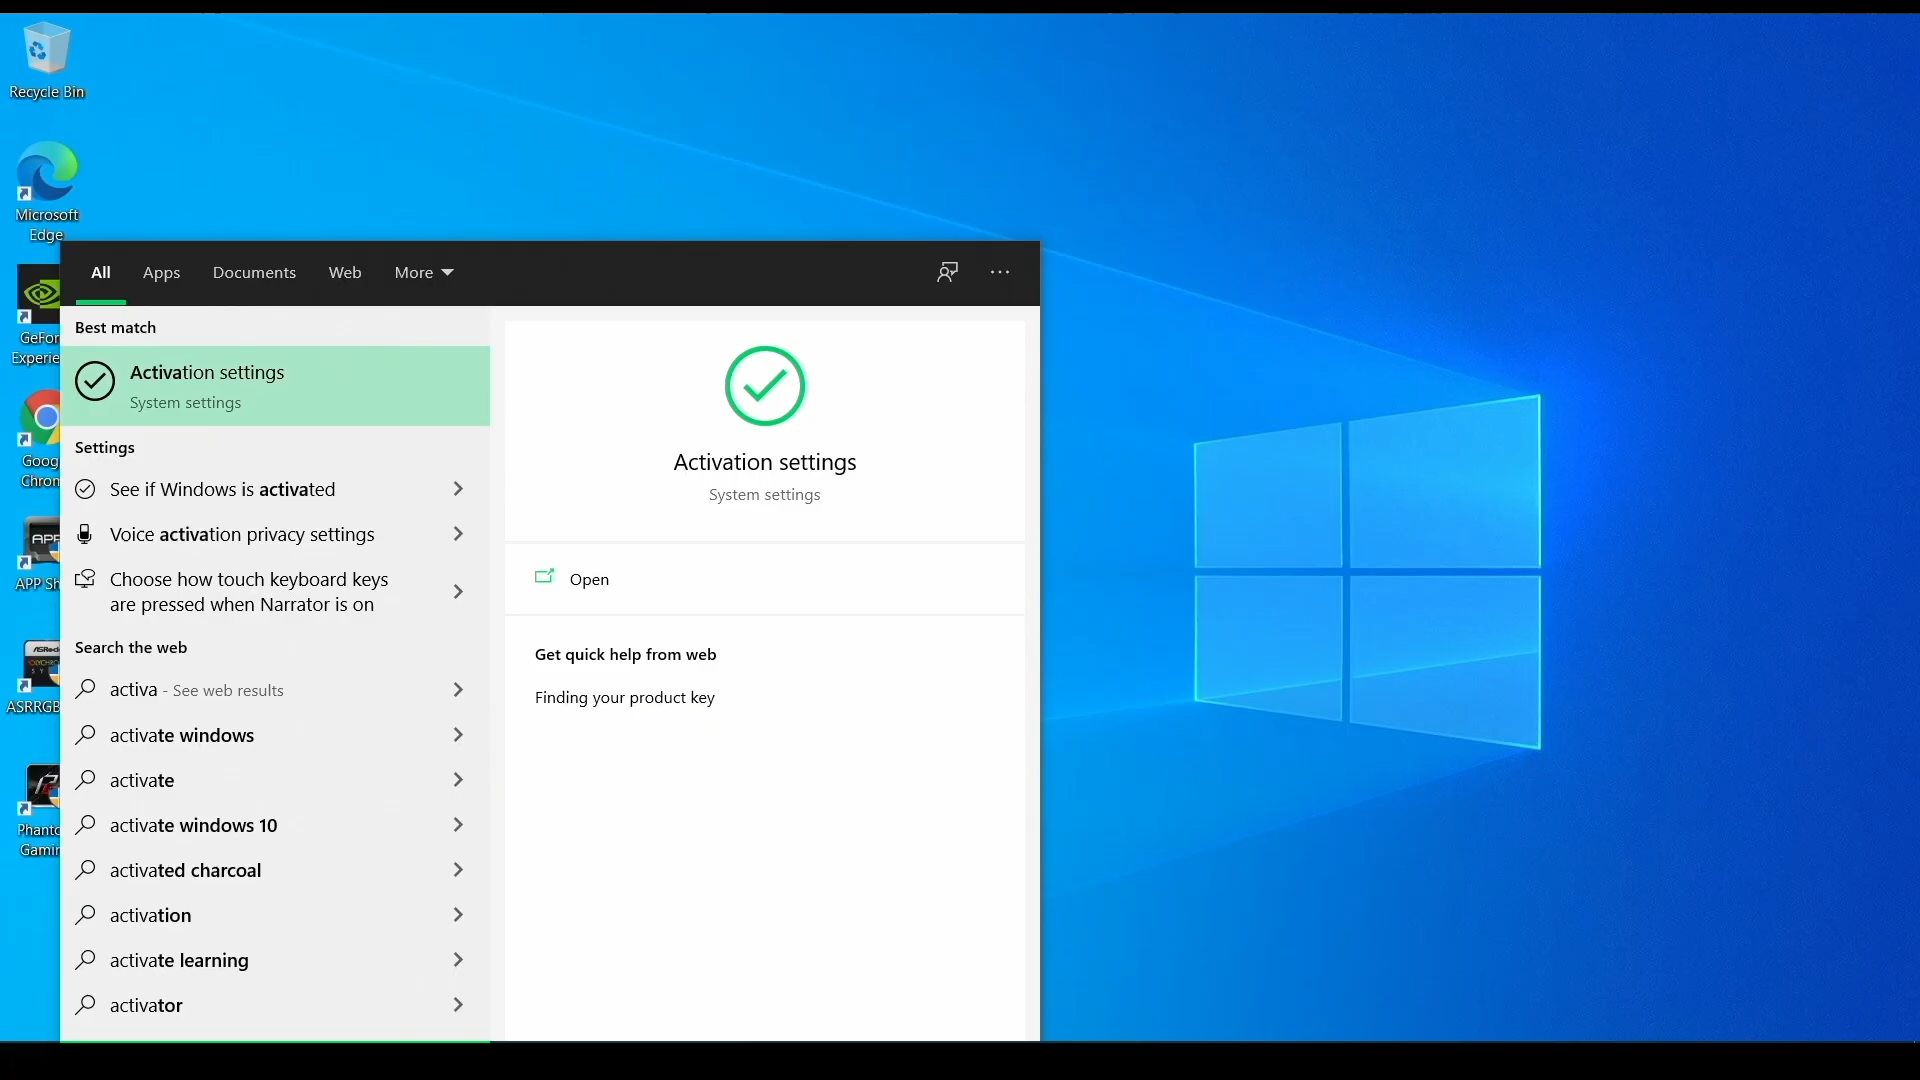 Recycle Bin
Microsoft
Edge
GeFor
Experie
Goog
Chrom
APP Sh
ASRRGB
Phanto
Gamin
All Apps Documents Web More
Best match
Activation settings
System settings
Settings
See if Windows is activated
Voice activation privacy settings
Choose how touch keyboard keys
are pressed when Narrator is on
Search the web
activa - See web results
activate windows
activate
activate windows 10
activated charcoal
activation
activate learning
activator
Activation settings
System settings
Open
Get quick help from web
Finding your product key